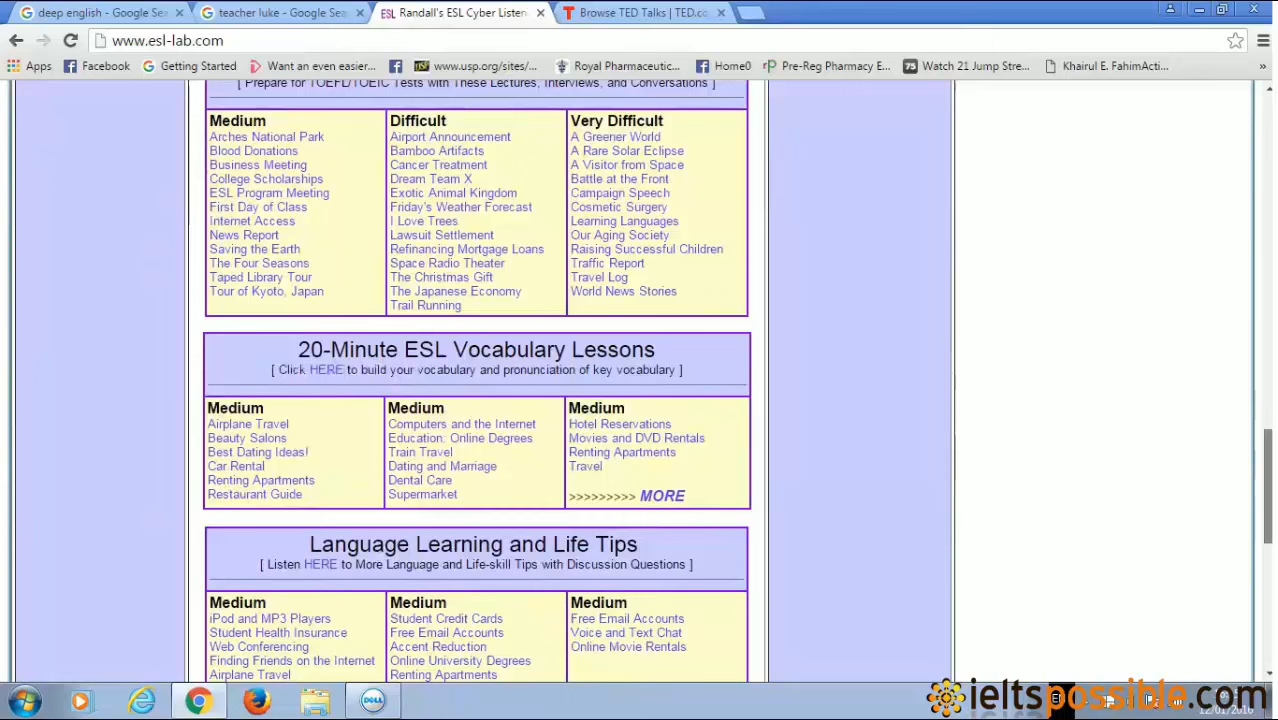 deep english - Google Sea
teacher luke - Google Sea
ESL Randall's ESL Cyber Listen
Browse TED Talks | TED.co
www.esl-lab.com
Apps
Facebook
Getting Started
Want an even easier...
www.usp.org/sites/...
Royal Pharmaceutic...
Home0
Pre-Reg Pharmacy E...
75 Watch 21 Jump Stre...
Khairul E. FahimActi...
»
[ Prepare for TOEFL/TOEIC Tests with These Lectures, Interviews, and Conversations ]
Medium
Arches National Park
Blood Donations
Business Meeting
College Scholarships
ESL Program Meeting
First Day of Class
Internet Access
News Report
Saving the Earth
The Four Seasons
Taped Library Tour
Tour of Kyoto, Japan
Difficult
Airport Announcement
Bamboo Artifacts
Cancer Treatment
Dream Team X
Exotic Animal Kingdom
Friday's Weather Forecast
I Love Trees
Lawsuit Settlement
Refinancing Mortgage Loans
Space Radio Theater
The Christmas Gift
The Japanese Economy
Trail Running
Very Difficult
A Greener World
A Rare Solar Eclipse
A Visitor from Space
Battle at the Front
Campaign Speech
Cosmetic Surgery
Learning Languages
Our Aging Society
Raising Successful Children
Traffic Report
Travel Log
World News Stories
20-Minute ESL Vocabulary Lessons
[ Click HERE to build your vocabulary and pronunciation of key vocabulary ]
Medium
Airplane Travel
Beauty Salons
Best Dating Ideas!
Car Rental
Renting Apartments
Restaurant Guide
Medium
Computers and the Internet
Education: Online Degrees
Train Travel
Dating and Marriage
Dental Care
Supermarket
Medium
Hotel Reservations
Movies and DVD Rentals
Renting Apartments
Travel
>>>>>>>>> MORE
Language Learning and Life Tips
[ Listen HERE to More Language and Life-skill Tips with Discussion Questions ]
Medium
iPod and MP3 Players
Student Health Insurance
Web Conferencing
Finding Friends on the Internet
Airplane Travel
Medium
Student Credit Cards
Free Email Accounts
Accent Reduction
Online University Degrees
Renting Apartments
Medium
Free Email Accounts
Voice and Text Chat
Online Movie Rentals
DELL
ieltspossible.com
12/01/2016